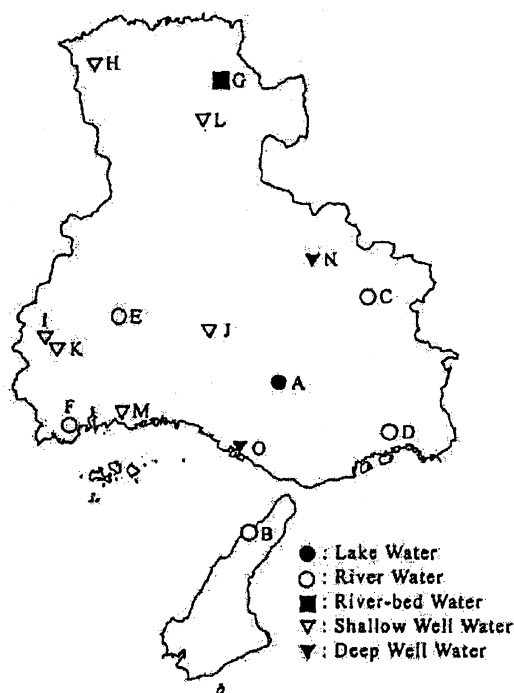 H
G
L
N
C
E
I
J
K
A
F
M
D
O
B
● : Lake Water
○ : River Water
■ : River-bed Water
▽ : Shallow Well Water
▼ : Deep Well Water